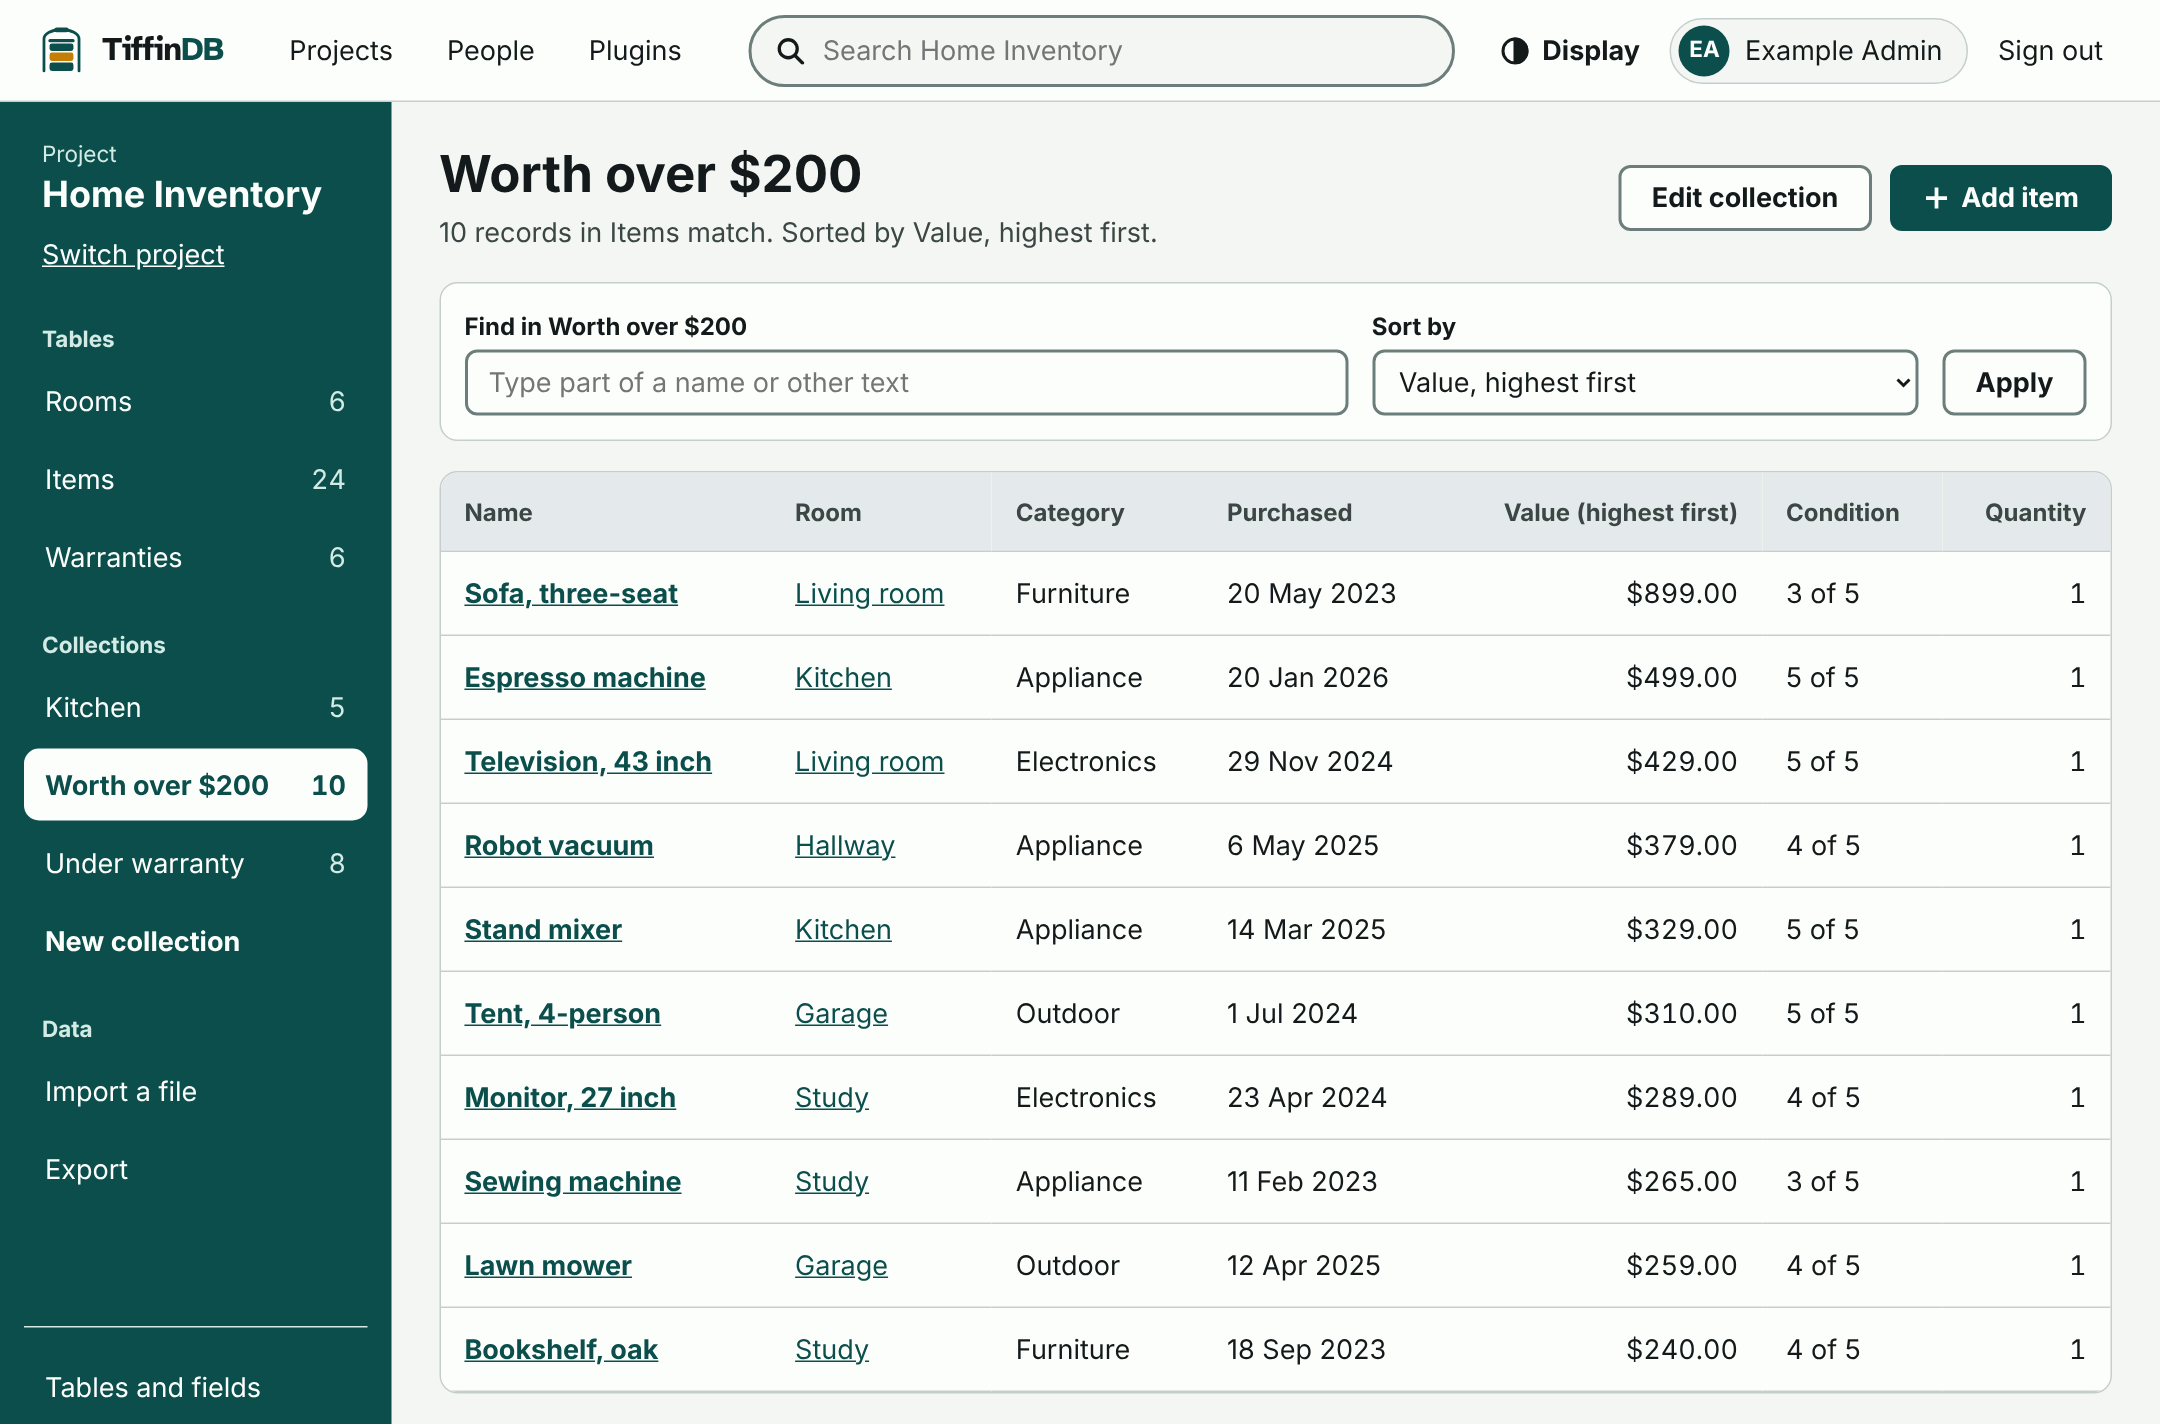 TiffinDB
Projects
People
Plugins
Search Home Inventory
Display
EA
Example Admin
Sign out
Project
Home Inventory
Switch project
Tables
Rooms 6
Items 24
Warranties 6
Collections
Kitchen 5
Worth over $200 10
Under warranty 8
New collection
Data
Import a file
Export
Tables and fields
Worth over $200
10 records in Items match. Sorted by Value, highest first.
Edit collection
+ Add item
Find in Worth over $200
Type part of a name or other text
Sort by
Value, highest first
Apply
Name Room Category Purchased Value (highest first) Condition Quantity
Sofa, three-seat Living room Furniture 20 May 2023 $899.00 3 of 5 1
Espresso machine Kitchen Appliance 20 Jan 2026 $499.00 5 of 5 1
Television, 43 inch Living room Electronics 29 Nov 2024 $429.00 5 of 5 1
Robot vacuum Hallway Appliance 6 May 2025 $379.00 4 of 5 1
Stand mixer Kitchen Appliance 14 Mar 2025 $329.00 5 of 5 1
Tent, 4-person Garage Outdoor 1 Jul 2024 $310.00 5 of 5 1
Monitor, 27 inch Study Electronics 23 Apr 2024 $289.00 4 of 5 1
Sewing machine Study Appliance 11 Feb 2023 $265.00 3 of 5 1
Lawn mower Garage Outdoor 12 Apr 2025 $259.00 4 of 5 1
Bookshelf, oak Study Furniture 18 Sep 2023 $240.00 4 of 5 1